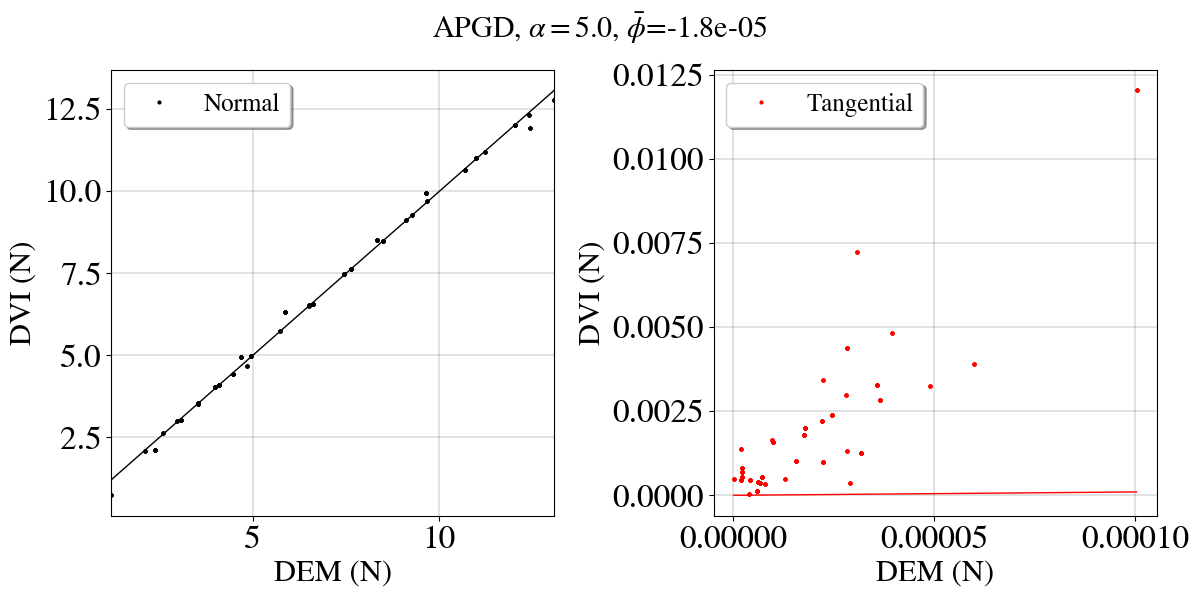 APGD, α = 5.0, ϕ̄=-1.8e-05
Normal
12.5
10.0
7.5
5.0
2.5
5
10
DVI (N)
DEM (N)
Tangential
0.0125
0.0100
0.0075
0.0050
0.0025
0.0000
0.00000
0.00005
0.00010
DVI (N)
DEM (N)